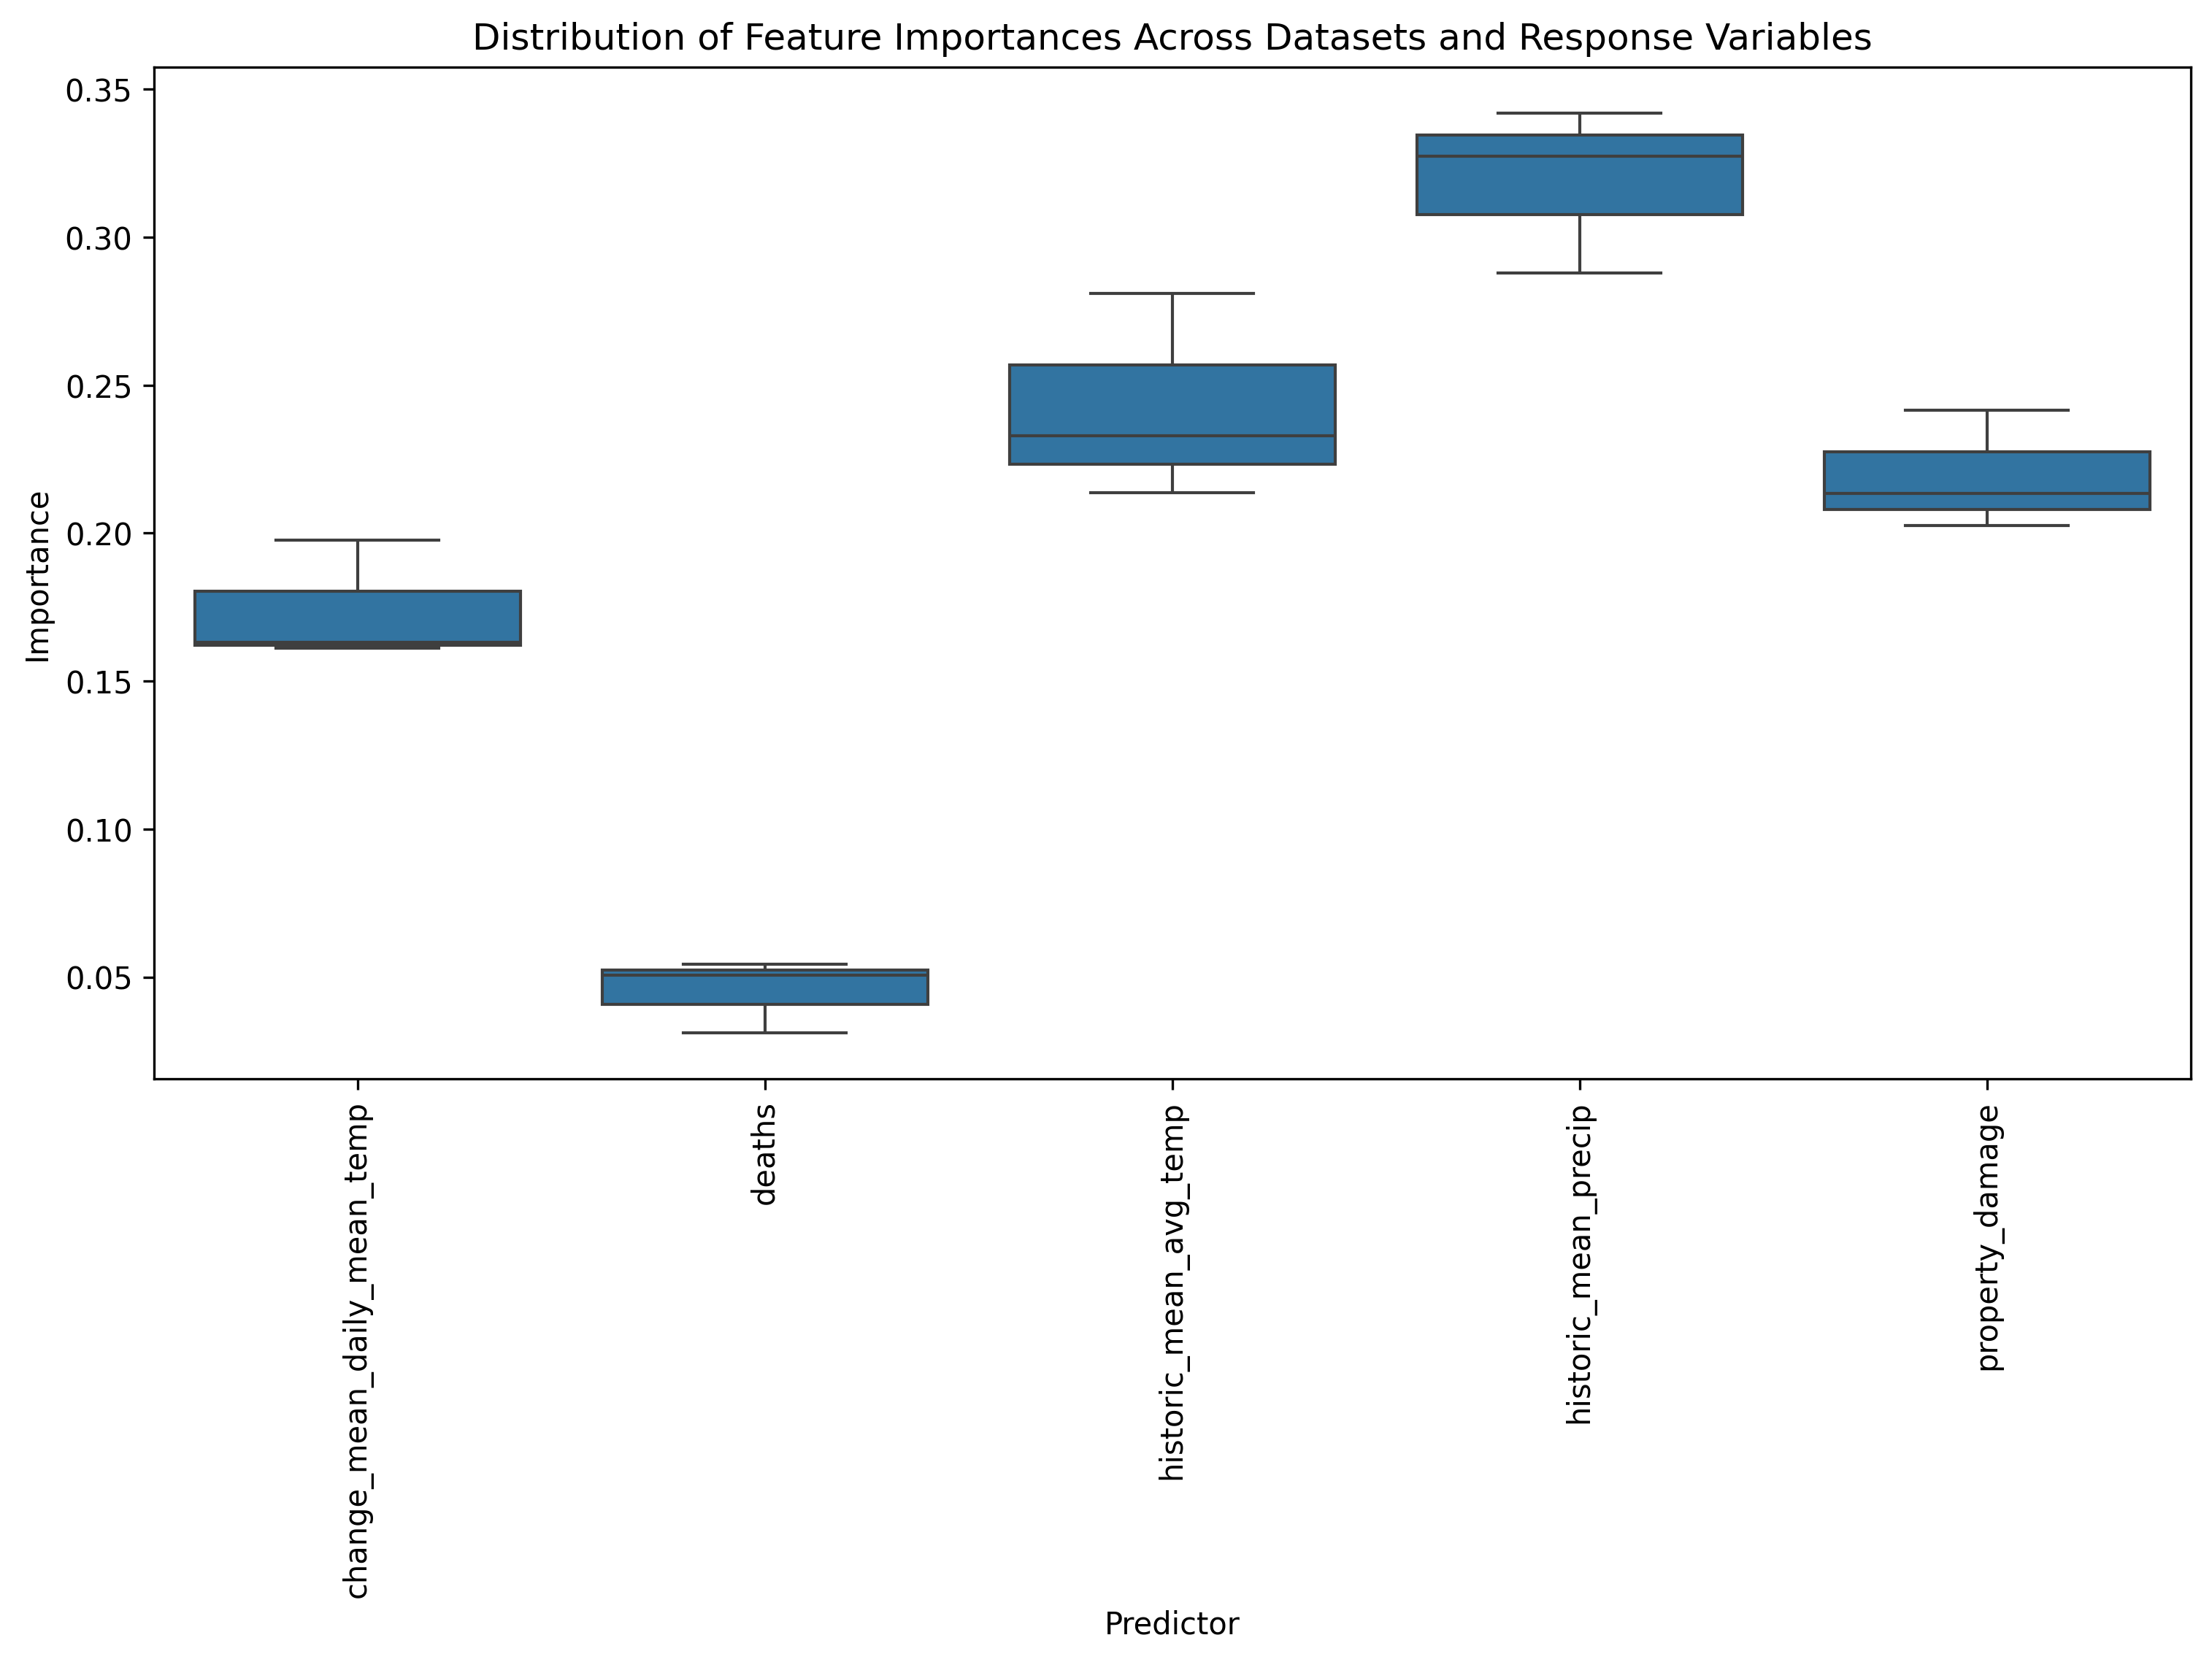 Distribution of Feature Importances Across Datasets and Response Variables
0.35
0.30
0.25
0.20
0.15
0.10
0.05
Importance
change_mean_daily_mean_temp
deaths
historic_mean_avg_temp
historic_mean_precip
property_damage
Predictor